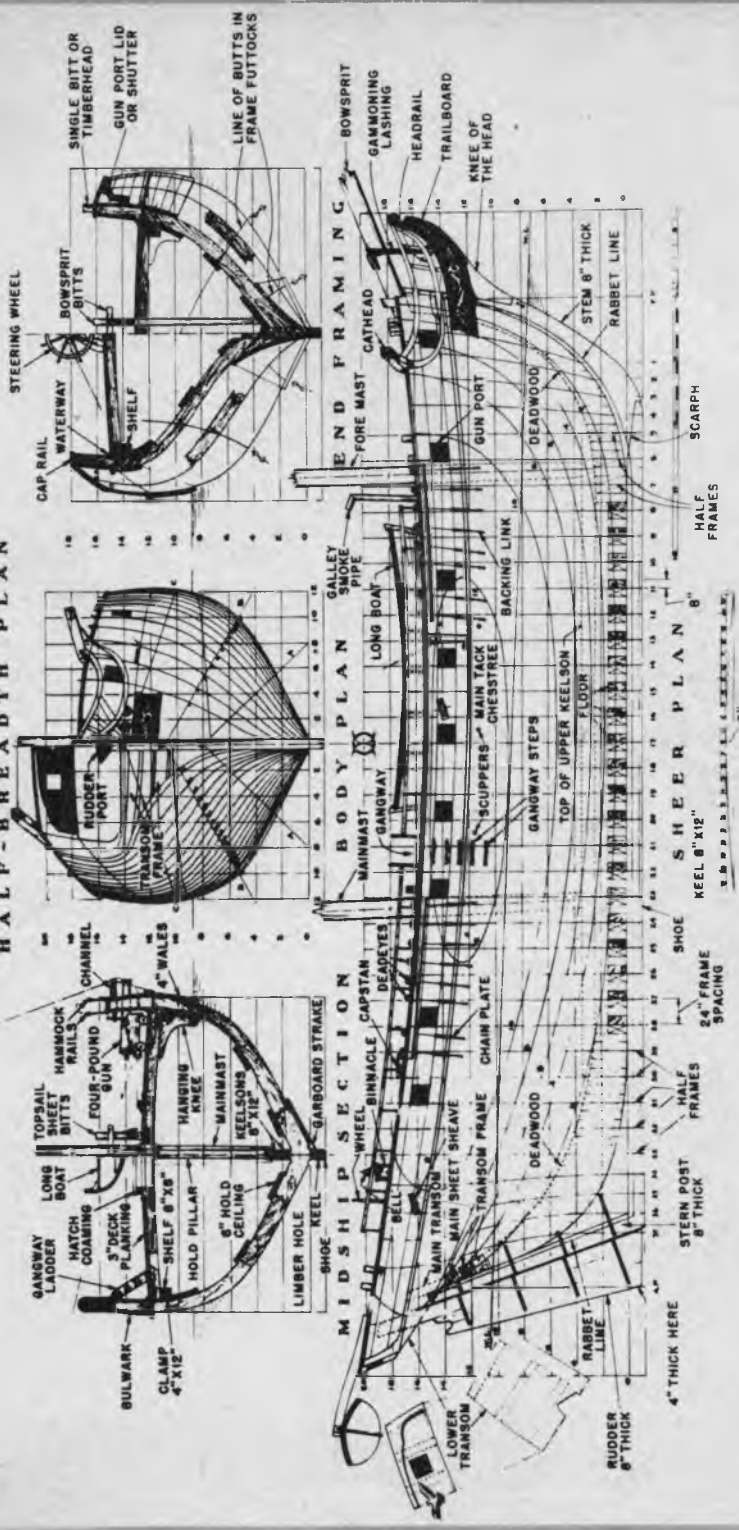 HALF-BREADTH PLAN
GANGWAY
LADDER
LONG
BOAT
TOPSAIL
SHEET
BITTS
HATCH
COAMING
3" DECK
PLANKING
SHELF 8"X8"
HOLD PILLAR
6" HOLD
CEILING
BULWARK
CLAMP
4"X12"
LIMBER HOLE
KEEL
SHOE
HAMMOCK
RAILS
FOUR-POUND
GUN
CHANNEL
4" WALES
HANGING
KNEE
MAINMAST
KEELSONS
8"X12"
GARBOARD STRAKE
MIDSHIP SECTION
RUDDER
PORT
TRANSOM
FRAME
BODY PLAN
STEERING WHEEL
CAP RAIL
WATERWAY
SHELF
BOWSPRIT
BITTS
SINGLE BITT OR
TIMBERHEAD
GUN PORT LID
OR SHUTTER
LINE OF BUTTS IN
FRAME FUTTOCKS
END FRAMING
WHEEL
BINNACLE
BELL
CAPSTAN
DEADEYES
MAINMAST
GANGWAY
LONG BOAT
GALLEY
SMOKE
PIPE
FORE MAST
CATHEAD
BOWSPRIT
GAMMONING
LASHING
HEADRAIL
TRAILBOARD
KNEE OF
THE HEAD
MAIN TRANSOM
MAIN SHEET SHEAVE
TRANSOM FRAME
CHAIN PLATE
SCUPPERS
MAIN TACK
CHESSTREE
GANGWAY STEPS
BACKING LINK
GUN PORT
LOWER
TRANSOM
DEADWOOD
TOP OF UPPER KEELSON
FLOOR
DEADWOOD
STEM 8" THICK
RABBET LINE
RABBET
LINE
RUDDER
8" THICK
4" THICK HERE
STERN POST
8" THICK
HALF
FRAMES
24" FRAME
SPACING
SHOE
KEEL 8"X12"
SHEER PLAN
8"
HALF
FRAMES
SCARPH